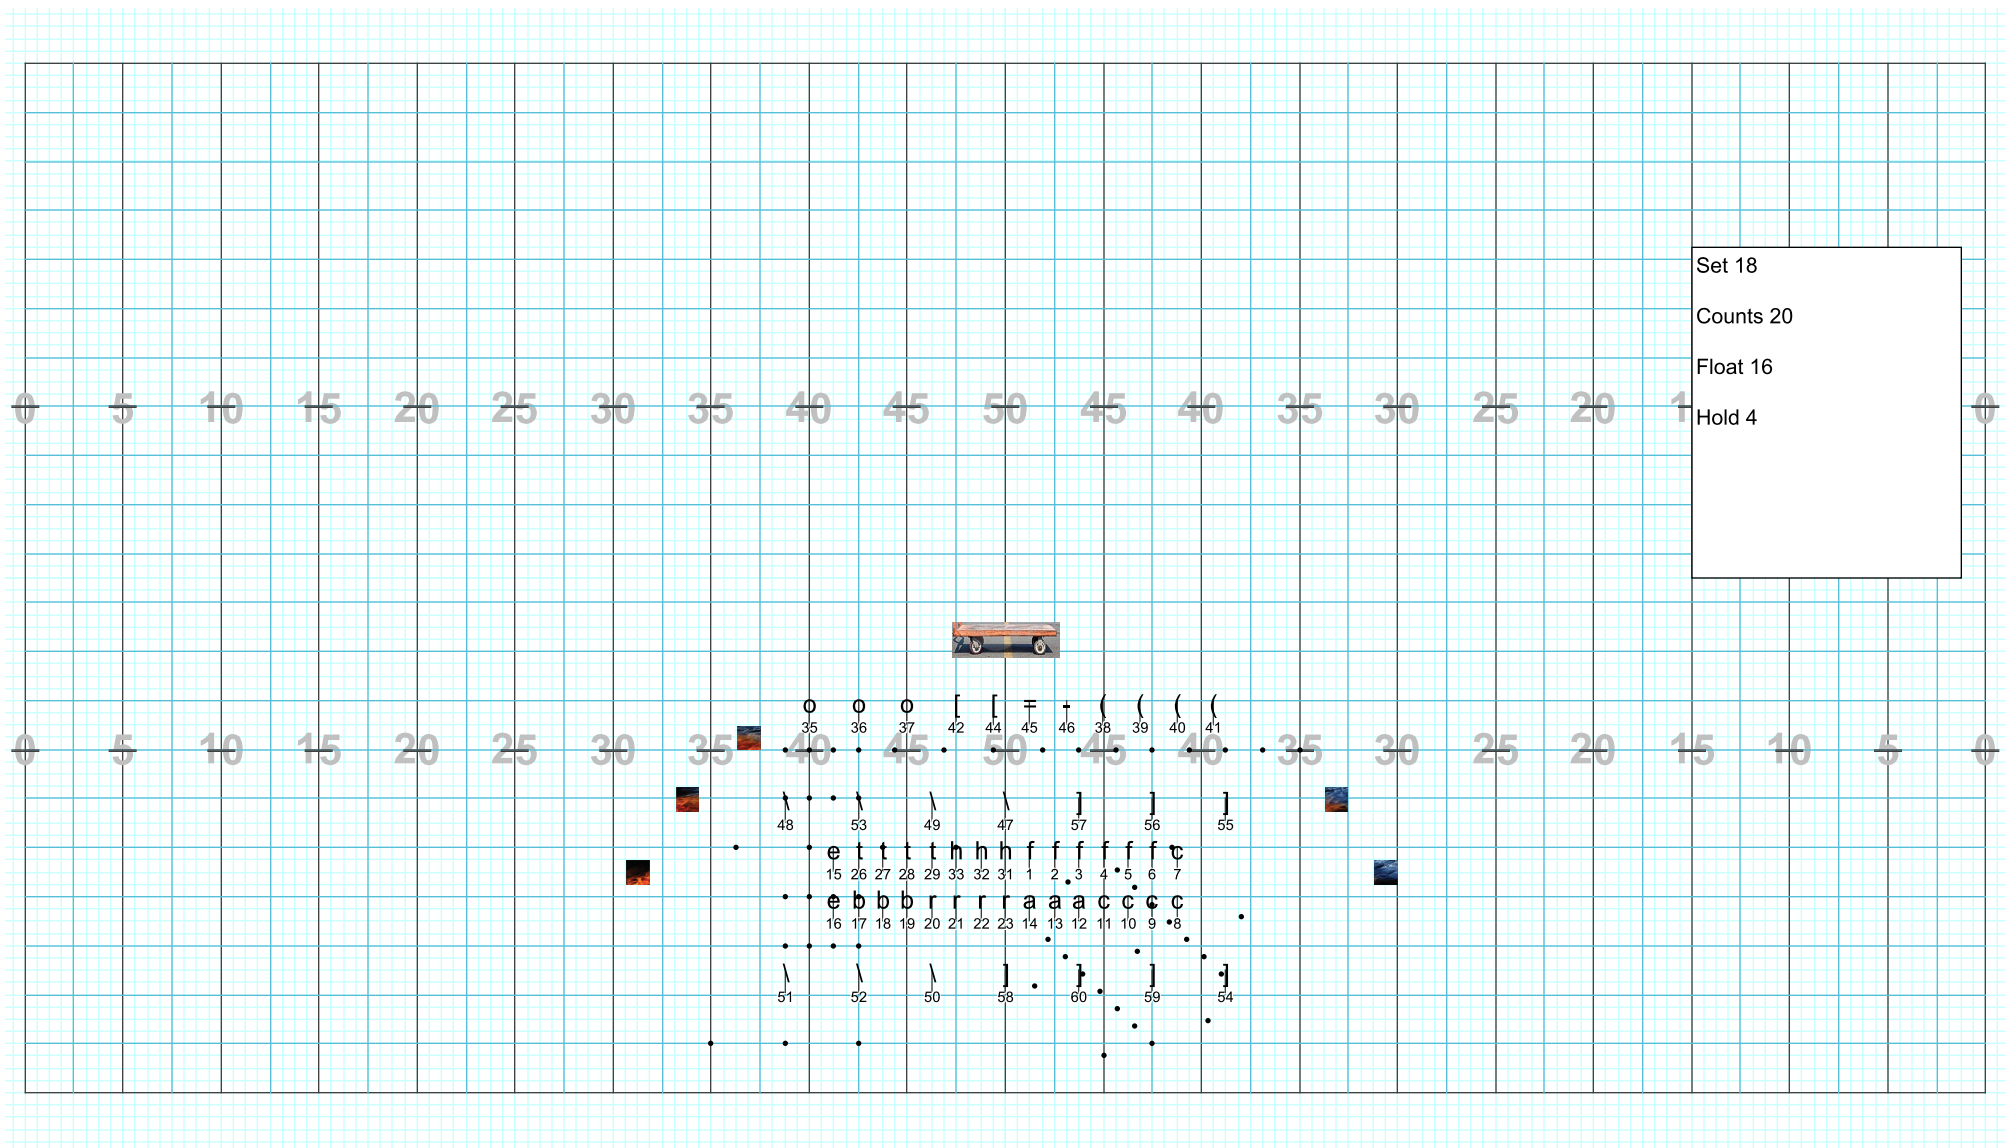 Set 18
Counts 20
Float 16
Hold 4
0 5 10 15 20 25 30 35 40 45 50 45 40 35 30 25 20 1 0
o o o [ [ = - ( ( ( (
35 36 37 42 44 45 46 38 39 40 41
0 5 10 15 20 25 30 35 40 45 50 45 40 35 30 25 20 15 10 5 0
\ \ \ \ ] ] ]
48 53 49 47 57 56 55
e t t t t h h h f f f f f f c
15 26 27 28 29 33 32 31 1 2 3 4 5 6 7
e b b b r r r r a a a c c c c
16 17 18 19 20 21 22 23 14 13 12 11 10 9 8
\ \ \ ] ] ] ]
51 52 50 58 60 59 54